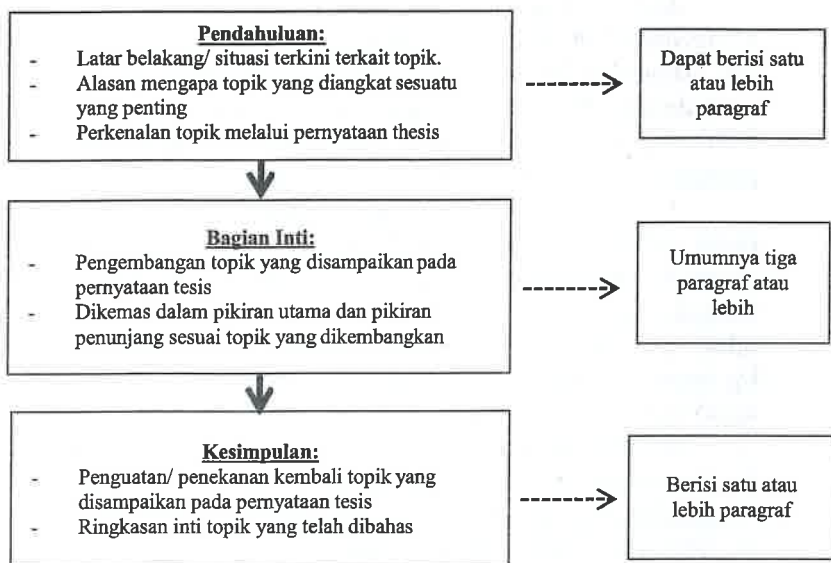 Pendahuluan:
- Latar belakang/ situasi terkini terkait topik.
- Alasan mengapa topik yang diangkat sesuatu
yang penting
- Perkenalan topik melalui pernyataan thesis
Dapat berisi satu
atau lebih
paragraf
Bagian Inti:
- Pengembangan topik yang disampaikan pada
pernyataan tesis
- Dikemas dalam pikiran utama dan pikiran
penunjang sesuai topik yang dikembangkan
Umumnya tiga
paragraf atau
lebih
Kesimpulan:
- Penguatan/ penekanan kembali topik yang
disampaikan pada pernyataan tesis
- Ringkasan inti topik yang telah dibahas
Berisi satu atau
lebih paragraf